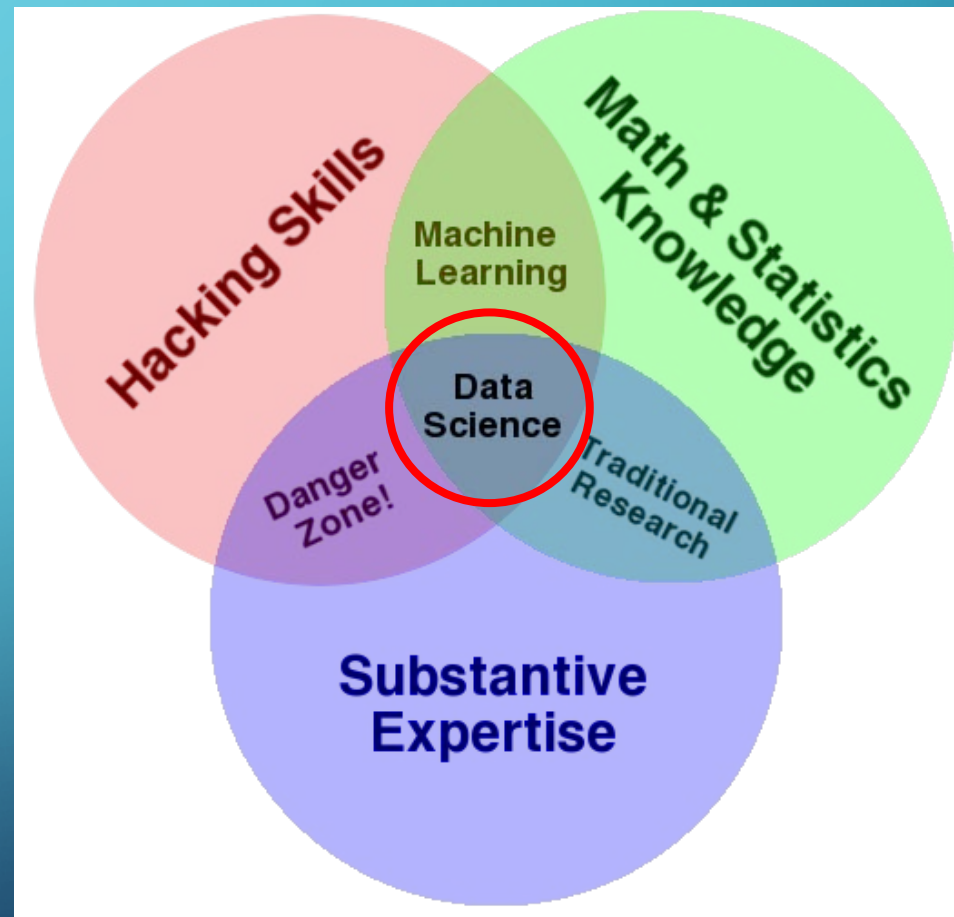 Hacking Skills
Math & Statistics
Knowledge
Machine
Learning
Data
Science
Danger
Zone!
Traditional
Research
Substantive
Expertise